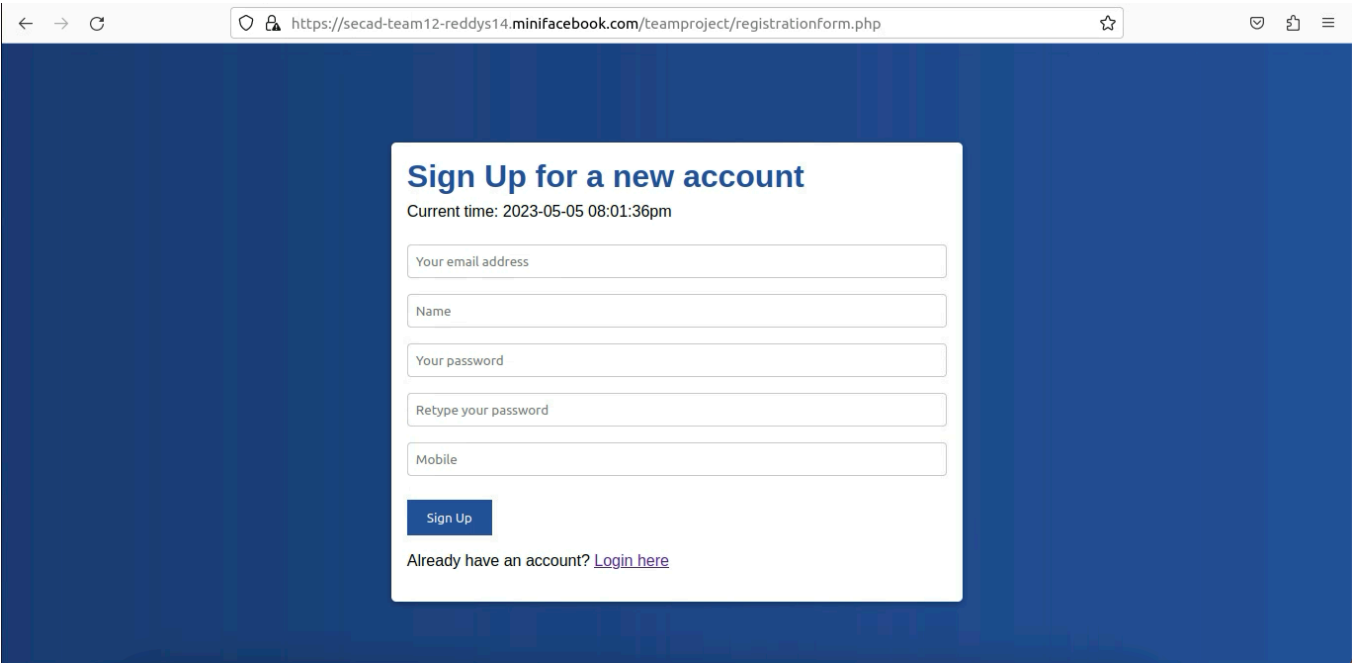 https://secad-team12-reddys14.minifacebook.com/teamproject/registrationform.php
Sign Up for a new account
Current time: 2023-05-05 08:01:36pm
Your email address
Name
Your password
Retype your password
Mobile
Sign Up
Already have an account? Login here